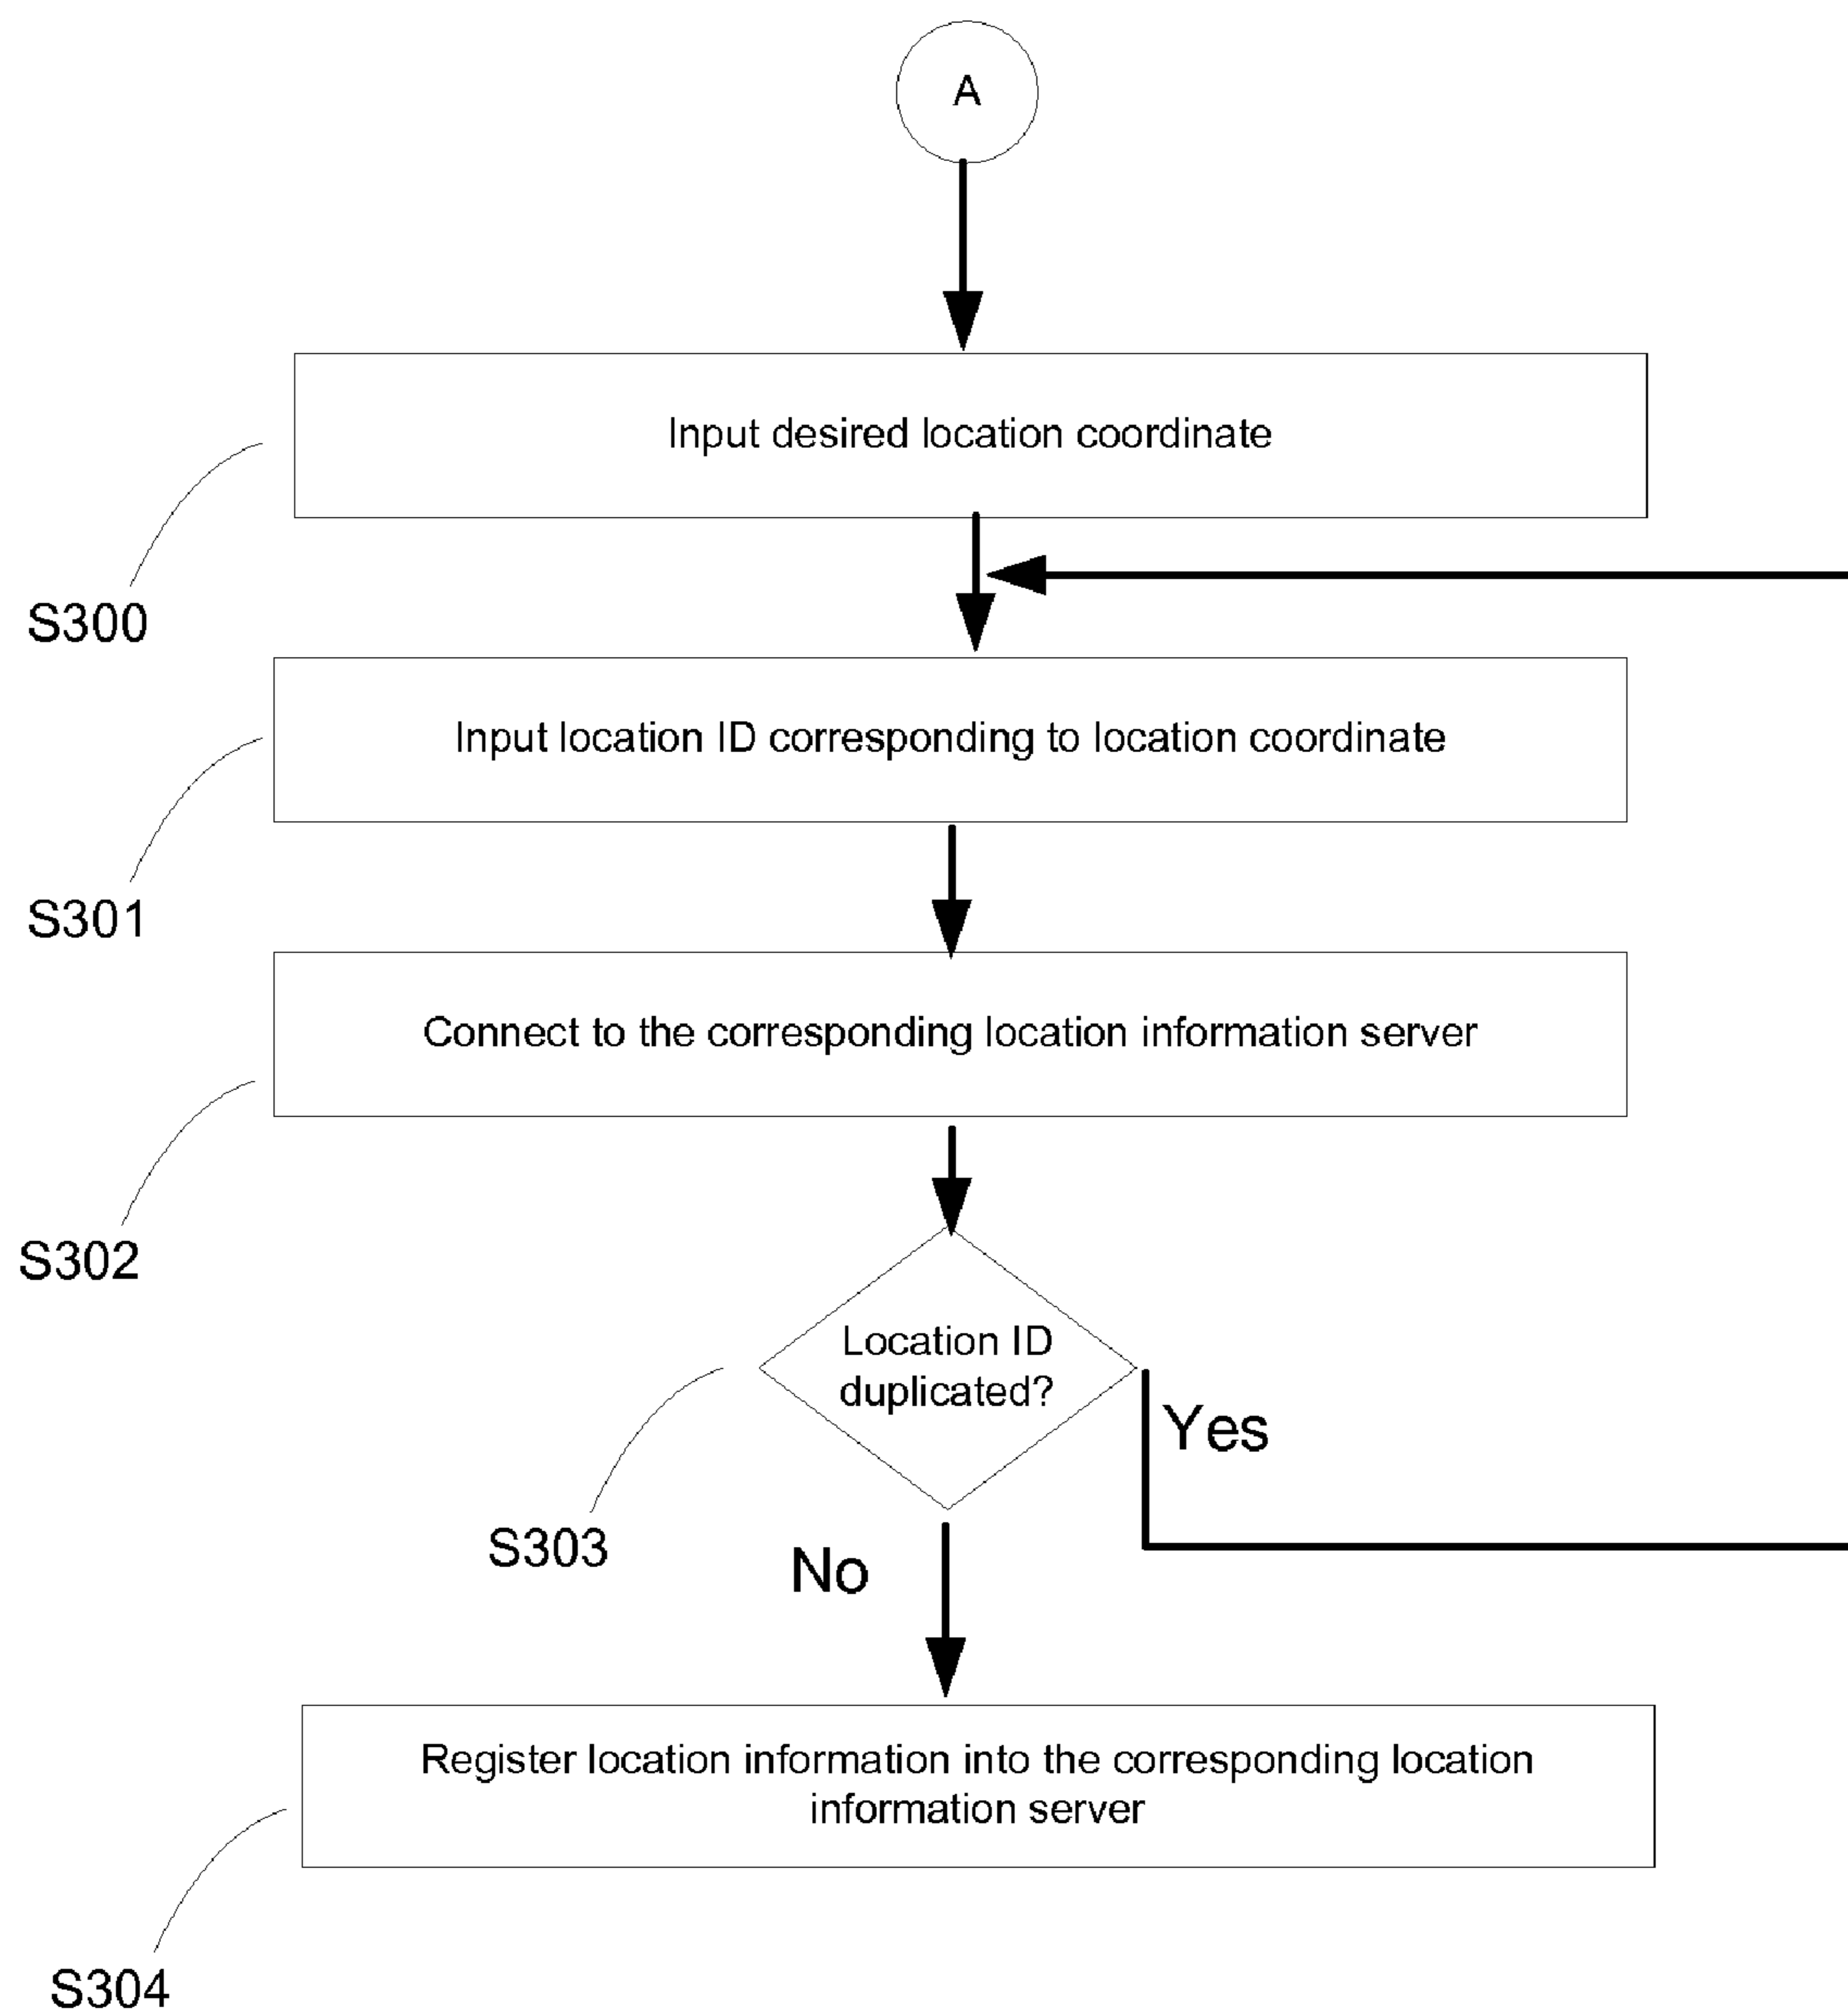 A
Input desired location coordinate
S300
Input location ID corresponding to location coordinate
S301
Connect to the corresponding location information server
S302
Location ID
duplicated?
Yes
S303
No
Register location information into the corresponding location
information server
S304